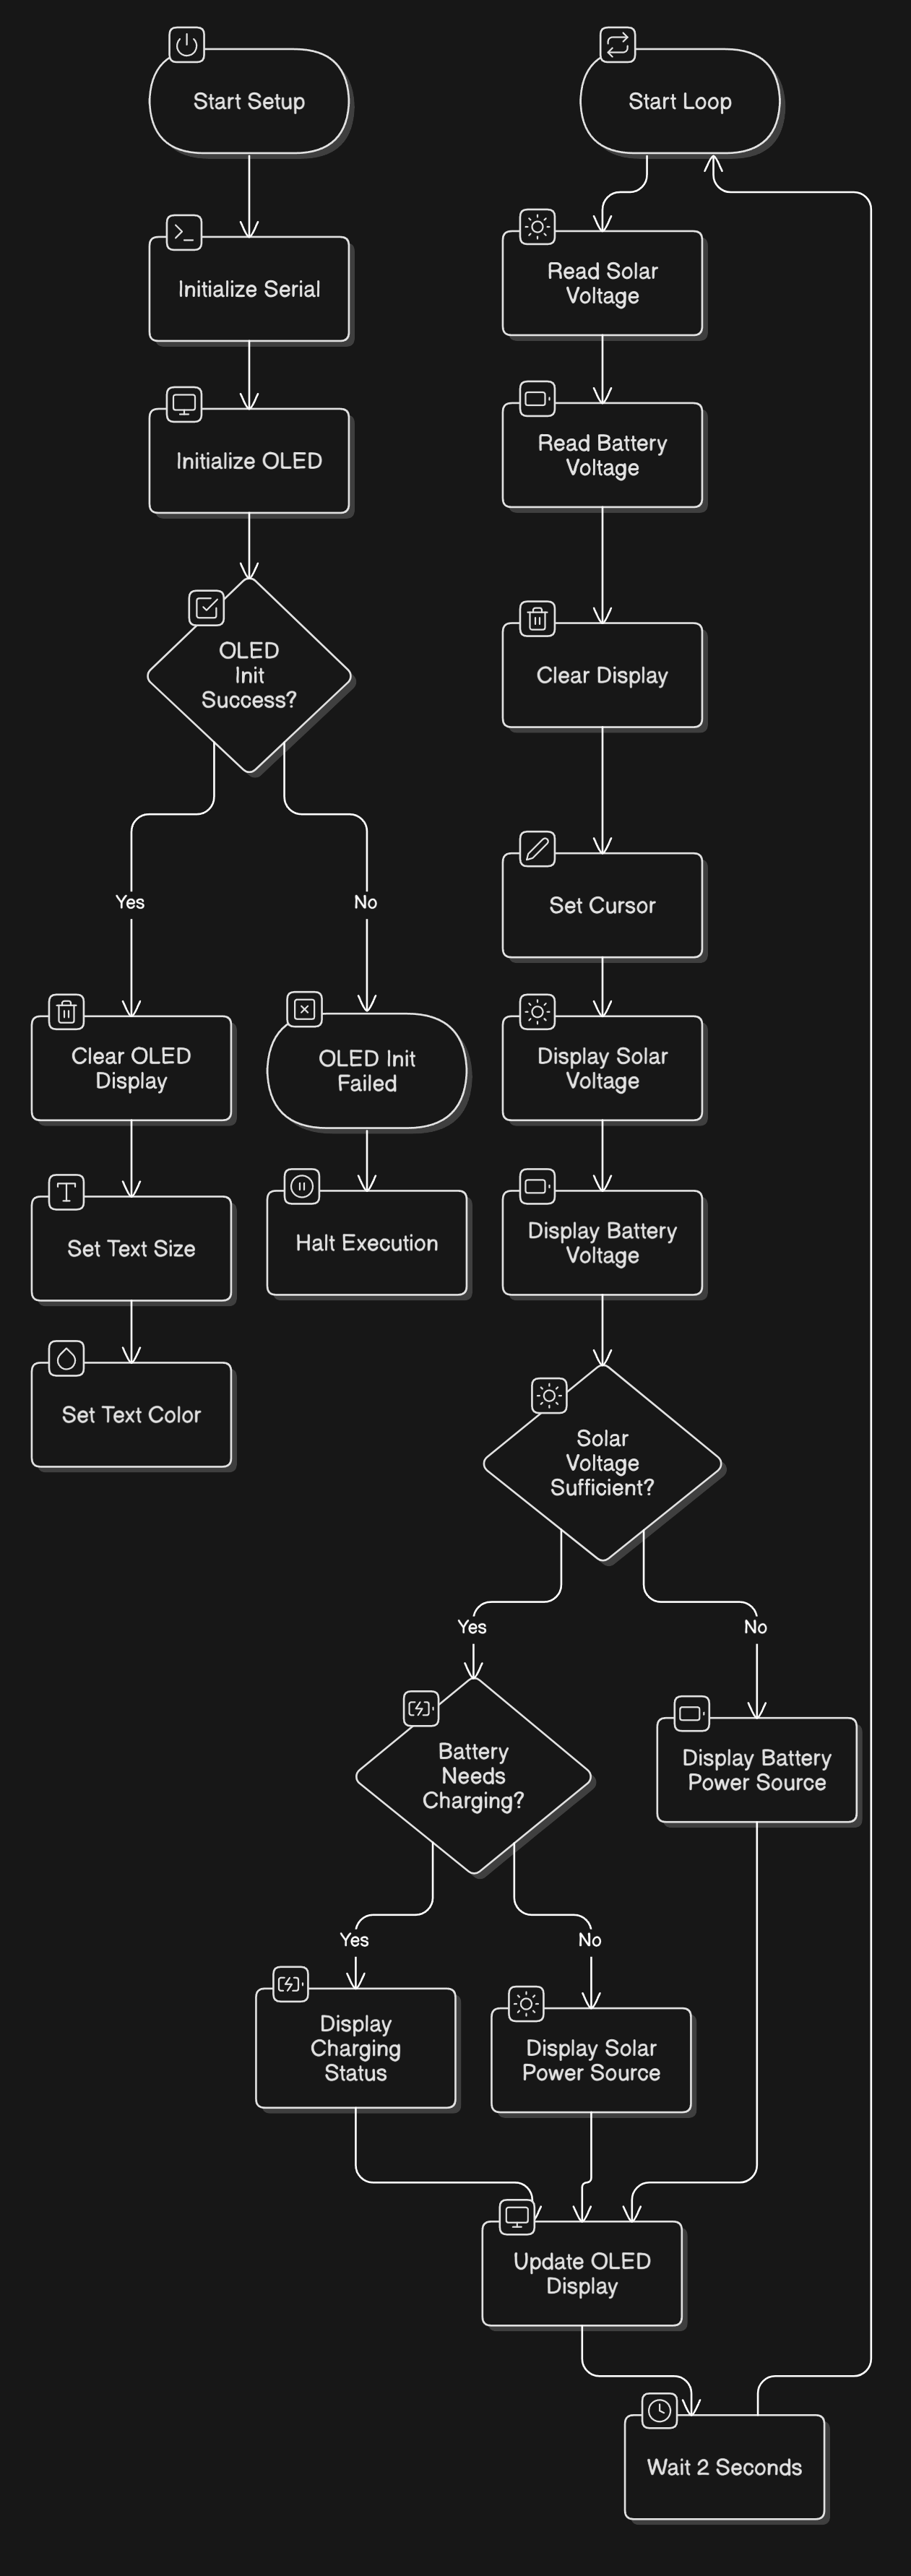 Start Setup
Initialize Serial
Initialize OLED
OLED
Init
Success?
Yes
No
Clear OLED
Display
OLED Init
Failed
Set Text Size
Halt Execution
Set Text Color
Start Loop
Read Solar
Voltage
Read Battery
Voltage
Clear Display
Set Cursor
Display Solar
Voltage
Display Battery
Voltage
Solar
Voltage
Sufficient?
Yes
No
Battery
Needs
Charging?
Display Battery
Power Source
Yes
No
Display
Charging
Status
Display Solar
Power Source
Update OLED
Display
Wait 2 Seconds